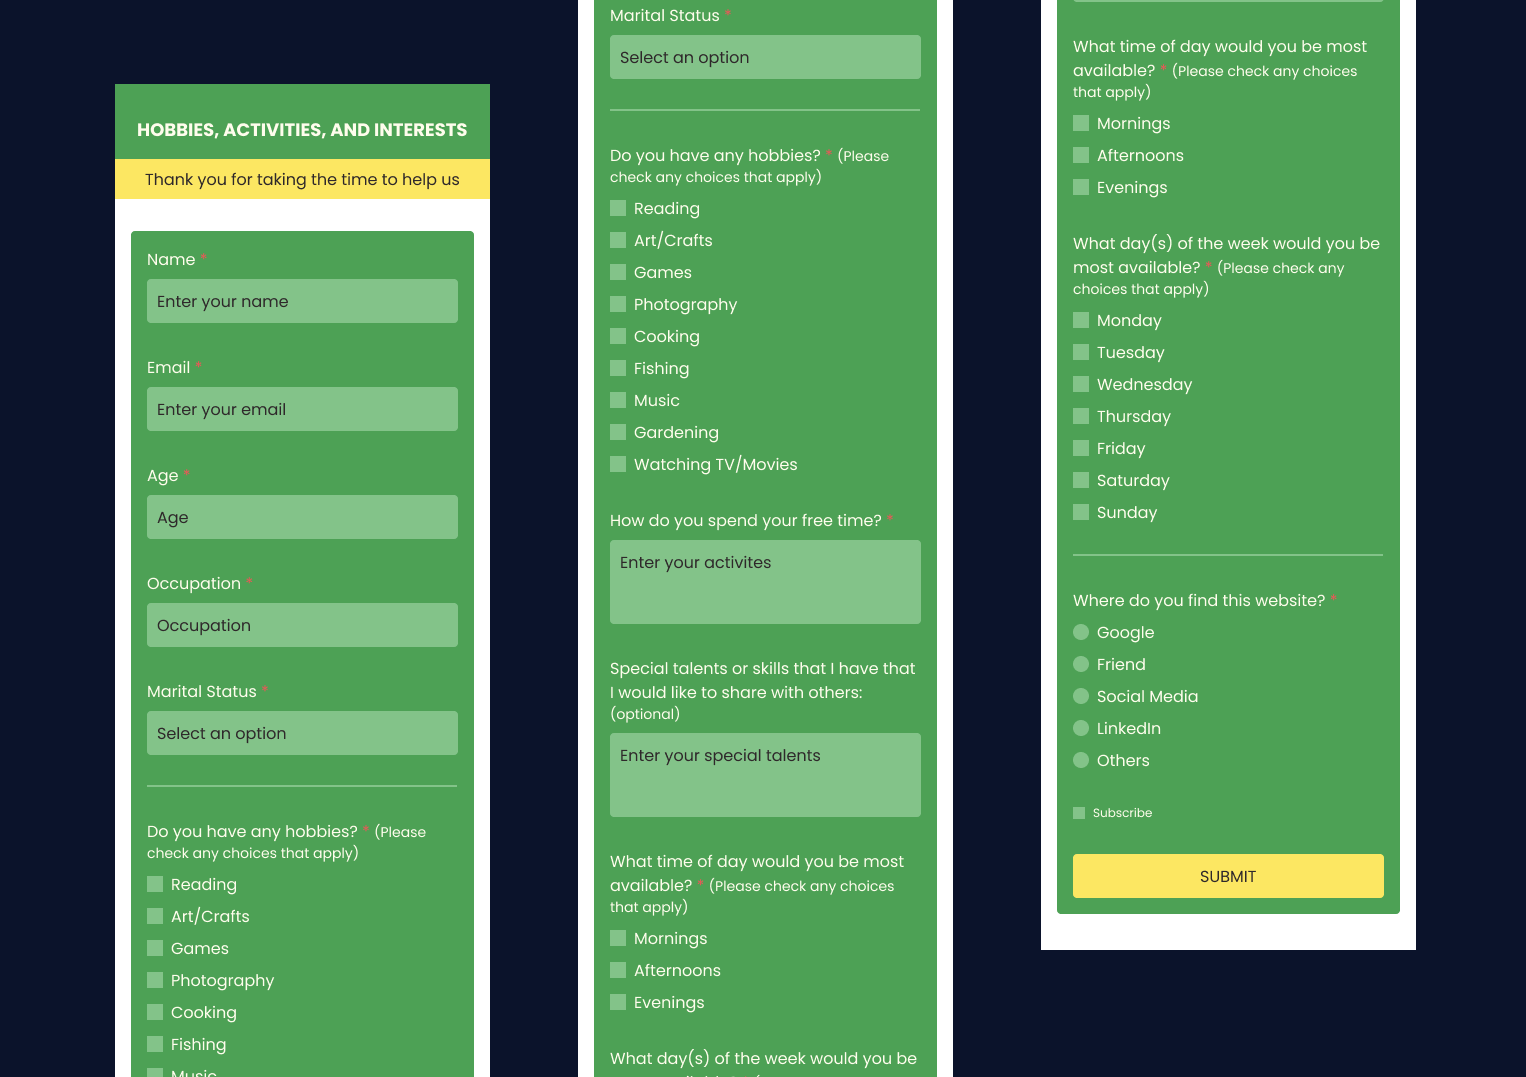 HOBBIES, ACTIVITIES, AND INTERESTS
Thank you for taking the time to help us
Name *
Enter your name
Email *
Enter your email
Age *
Age
Occupation *
Occupation
Marital Status *
Select an option
Do you have any hobbies? * (Please
check any choices that apply)
Reading
Art/Crafts
Games
Photography
Cooking
Fishing
Music
Marital Status *
Select an option
Do you have any hobbies? * (Please
check any choices that apply)
Reading
Art/Crafts
Games
Photography
Cooking
Fishing
Music
Gardening
Watching TV/Movies
How do you spend your free time? *
Enter your activites
Special talents or skills that I have that
I would like to share with others:
(optional)
Enter your special talents
What time of day would you be most
available? * (Please check any choices
that apply)
Mornings
Afternoons
Evenings
What day(s) of the week would you be
What time of day would you be most
available? * (Please check any choices
that apply)
Mornings
Afternoons
Evenings
What day(s) of the week would you be
most available? * (Please check any
choices that apply)
Monday
Tuesday
Wednesday
Thursday
Friday
Saturday
Sunday
Where do you find this website? *
Google
Friend
Social Media
LinkedIn
Others
Subscribe
SUBMIT